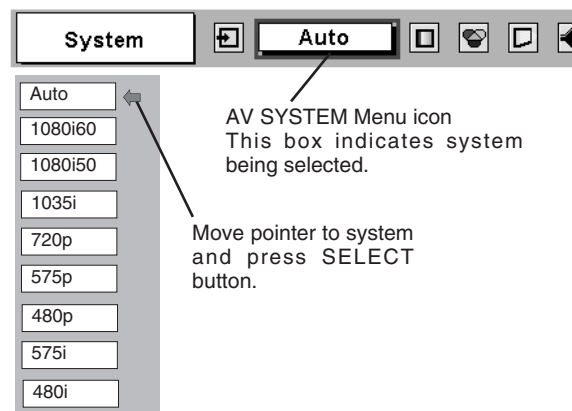 System
Auto
Auto
1080i60
1080i50
1035i
720p
575p
480p
575i
480i
AV SYSTEM Menu icon
This box indicates system
being selected.
Move pointer to system
and press SELECT
button.